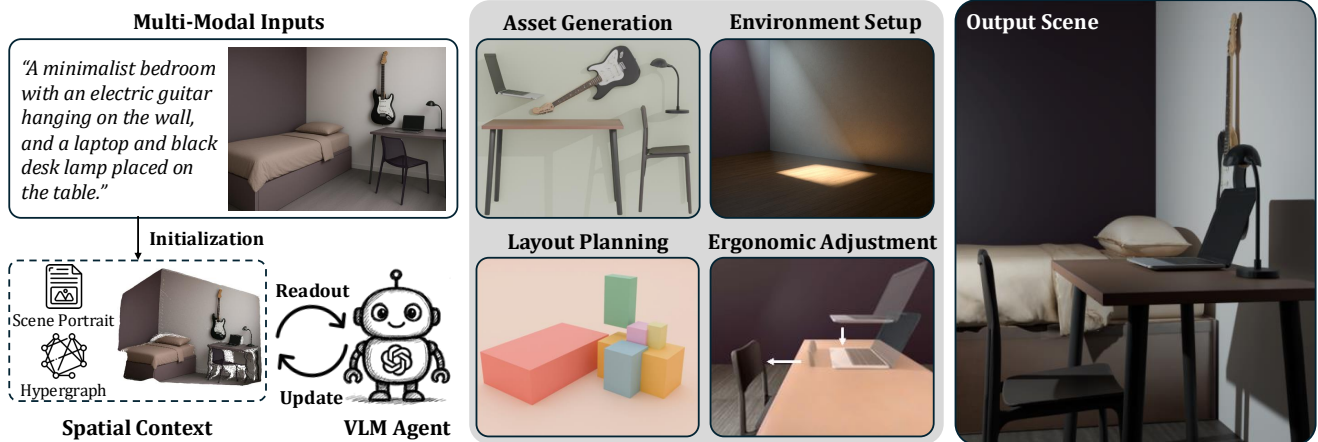 Multi-Modal Inputs
“A minimalist bedroom
with an electric guitar
hanging on the wall,
and a laptop and black
desk lamp placed on
the table.”
Initialization
Scene Portrait
Hypergraph
Spatial Context
Readout
Update
VLM Agent
Asset Generation
Environment Setup
Layout Planning
Ergonomic Adjustment
Output Scene